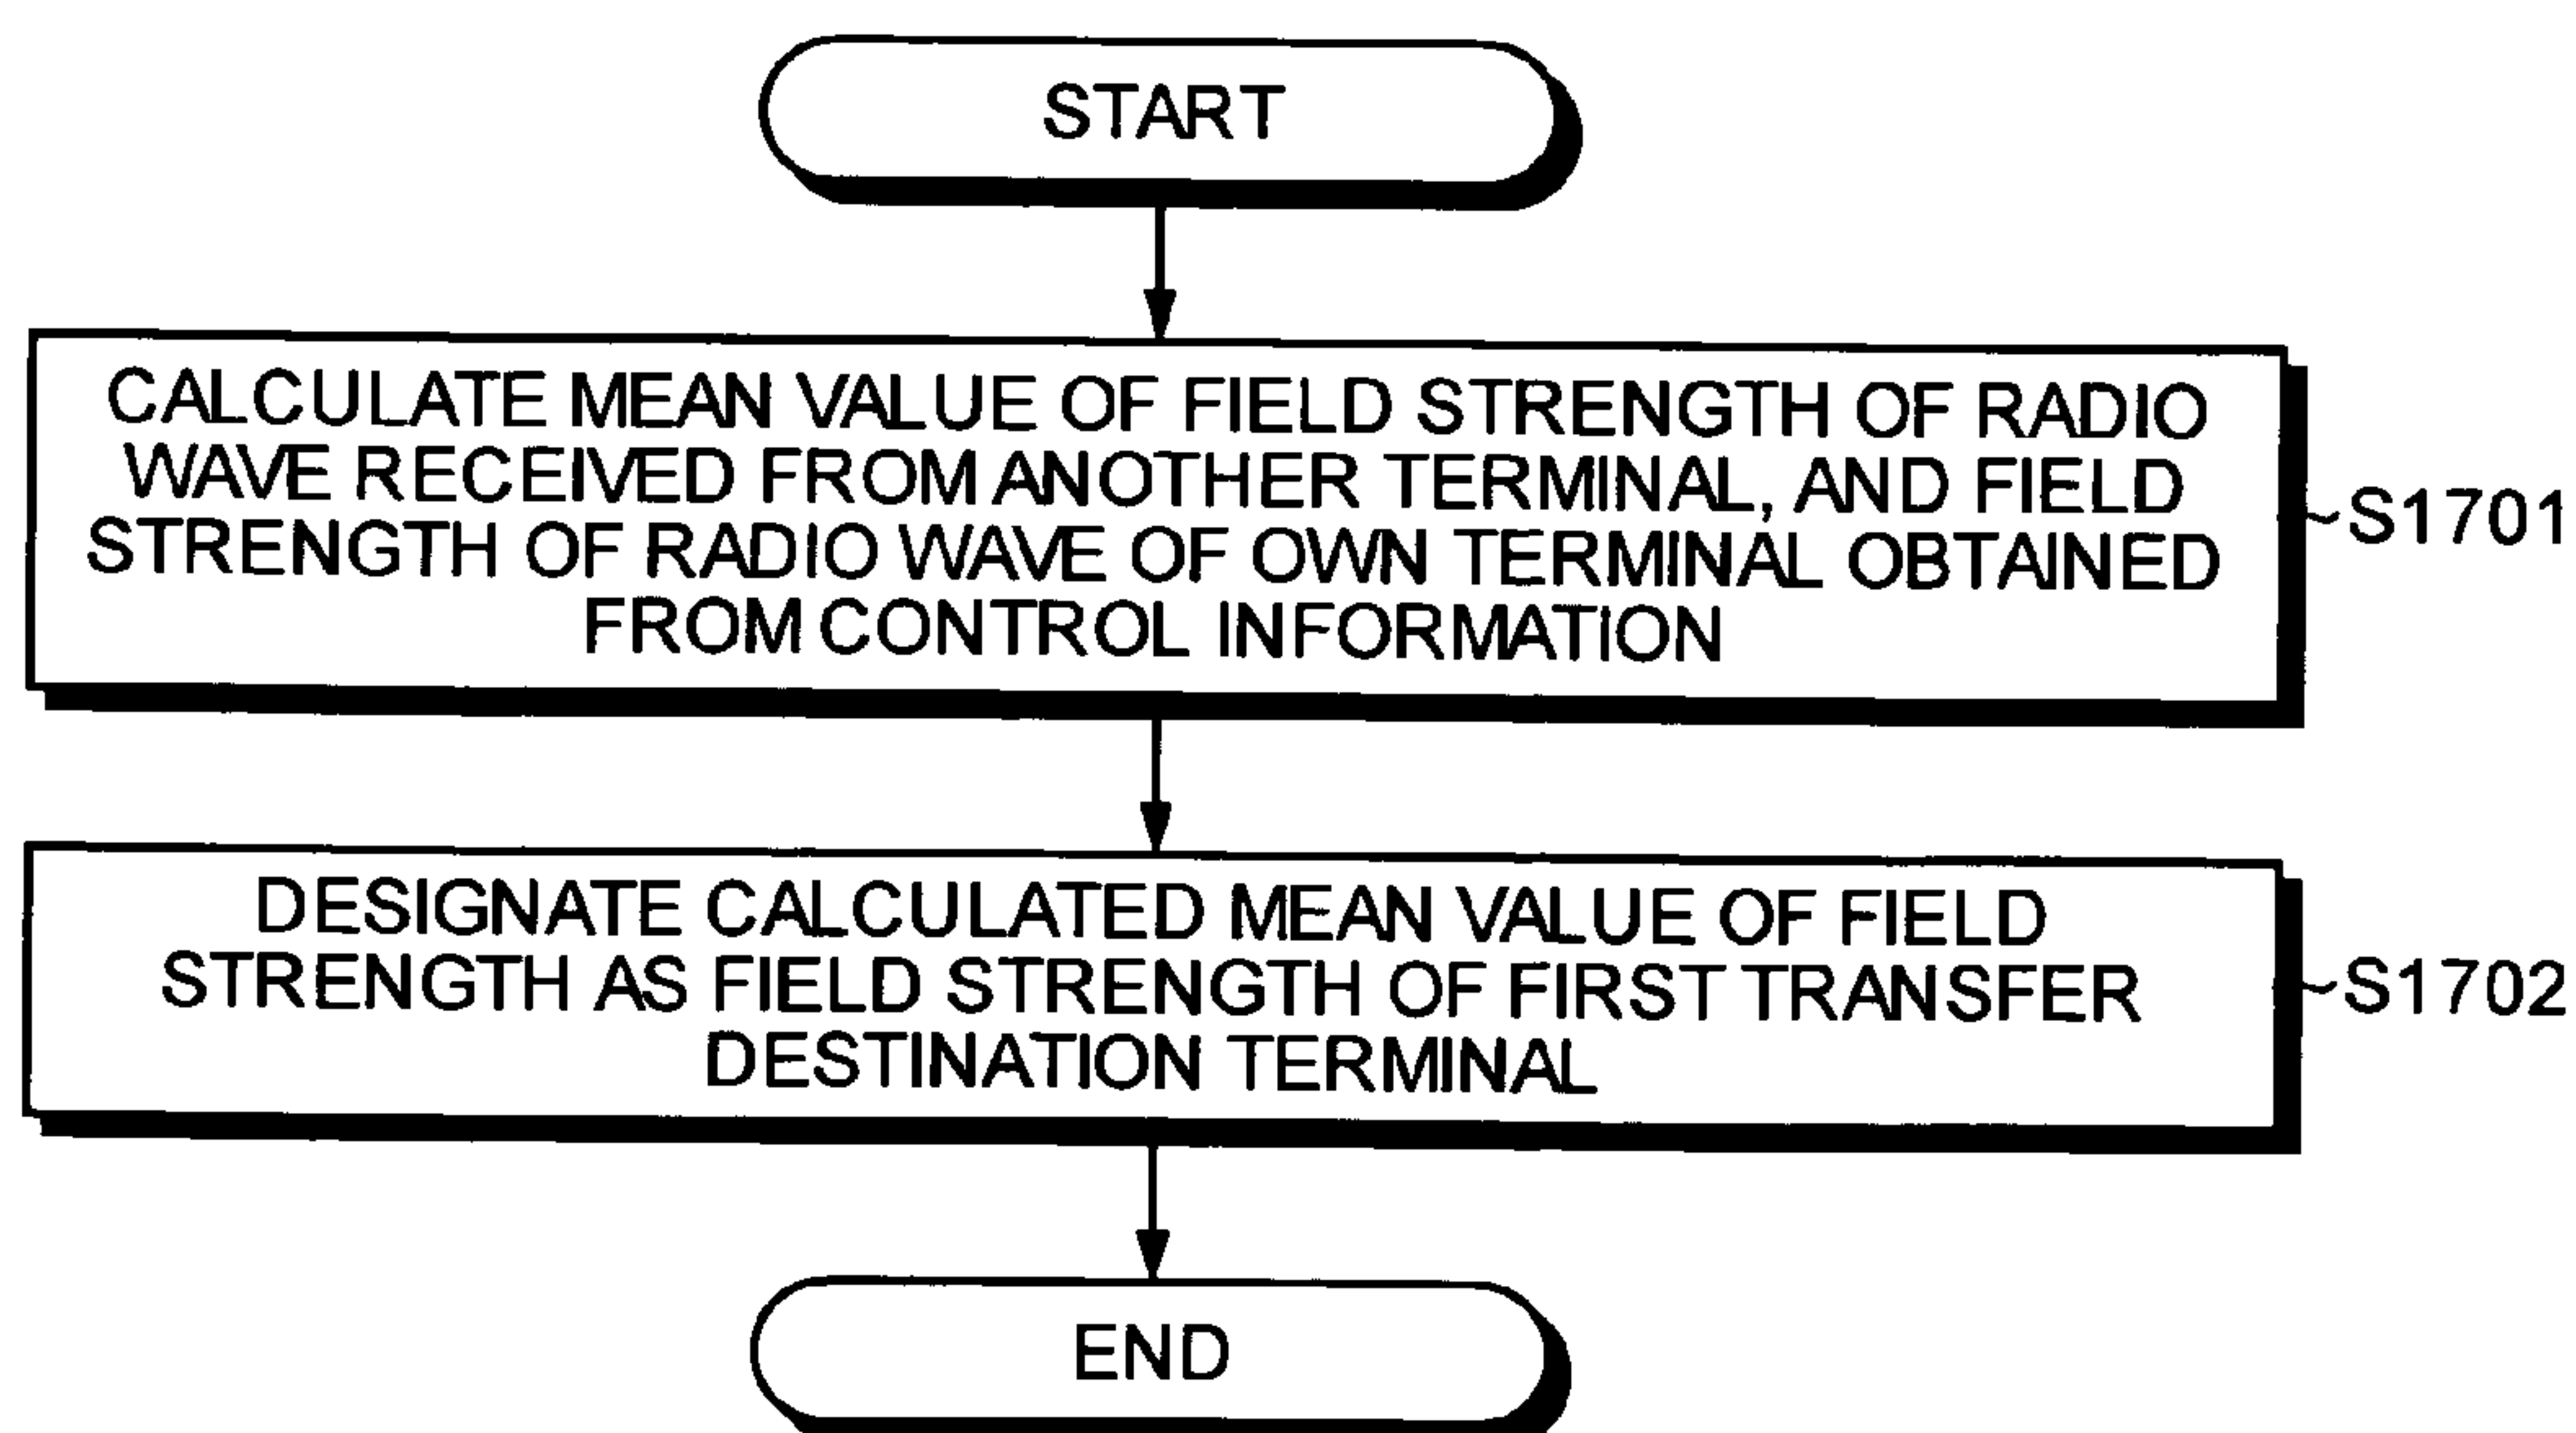 START
CALCULATE MEAN VALUE OF FIELD STRENGTH OF RADIO
WAVE RECEIVED FROM ANOTHER TERMINAL, AND FIELD
STRENGTH OF RADIO WAVE OF OWN TERMINAL OBTAINED
FROM CONTROL INFORMATION
S1701
DESIGNATE CALCULATED MEAN VALUE OF FIELD
STRENGTH AS FIELD STRENGTH OF FIRST TRANSFER
DESTINATION TERMINAL
S1702
END